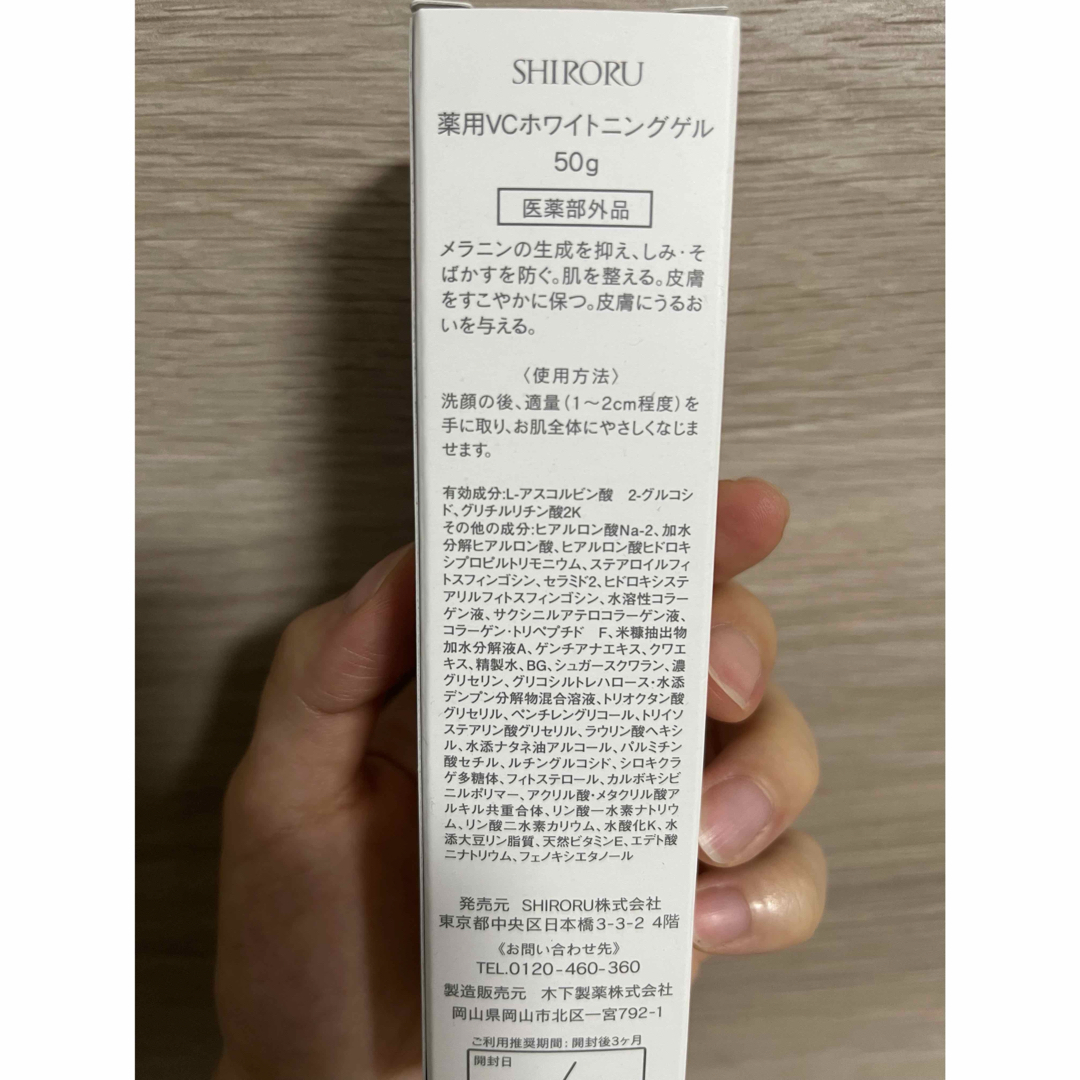 SHIRORU
薬用VCホワイトニングゲル
50g
医薬部外品
メラニンの生成を抑え、しみ・そ
ばかすを防ぐ。肌を整える。皮膚
をすこやかに保つ。皮膚にうるお
いを与える。
〈使用方法〉
洗顔の後、適量(1〜2cm程度)を
手に取り、お肌全体にやさしくなじま
せます。
有効成分:L-アスコルビン酸 2-グルコシ
ド、グリチルリチン酸2K
その他の成分:ヒアルロン酸Na-2、加水
分解ヒアルロン酸、ヒアルロン酸ヒドロキ
シプロピルトリモニウム、ステアロイルフィ
トスフィンゴシン、セラミド2、ヒドロキシステ
アリルフィトスフィンゴシン、水溶性コラー
ゲン液、サクシニルアテロコラーゲン液、
コラーゲン・トリペプチド F、米糠抽出物
加水分解液A、ゲンチアナエキス、クワエ
キス、精製水、BG、シュガースクワラン、濃
グリセリン、グリコシルトレハロース・水添
デンプン分解物混合溶液、トリオクタン酸
グリセリル、ペンチレングリコール、トリイソ
ステアリン酸グリセリル、ラウリン酸ヘキシ
ル、水添ナタネ油アルコール、パルミチン
酸セチル、ルチングルコシド、シロキクラ
ゲ多糖体、フィトステロール、カルボキシビ
ニルポリマー、アクリル酸・メタクリル酸ア
ルキル共重合体、リン酸一水素ナトリウ
ム、リン酸二水素カリウム、水酸化K、水
添大豆リン脂質、天然ビタミンE、エデト酸
二ナトリウム、フェノキシエタノール
発売元 SHIRORU株式会社
東京都中央区日本橋3-3-2 4階
《お問い合わせ先》
TEL.0120-460-360
製造販売元 木下製薬株式会社
岡山県岡山市北区一宮792-1
ご利用推奨期間:開封後3ヶ月
開封日